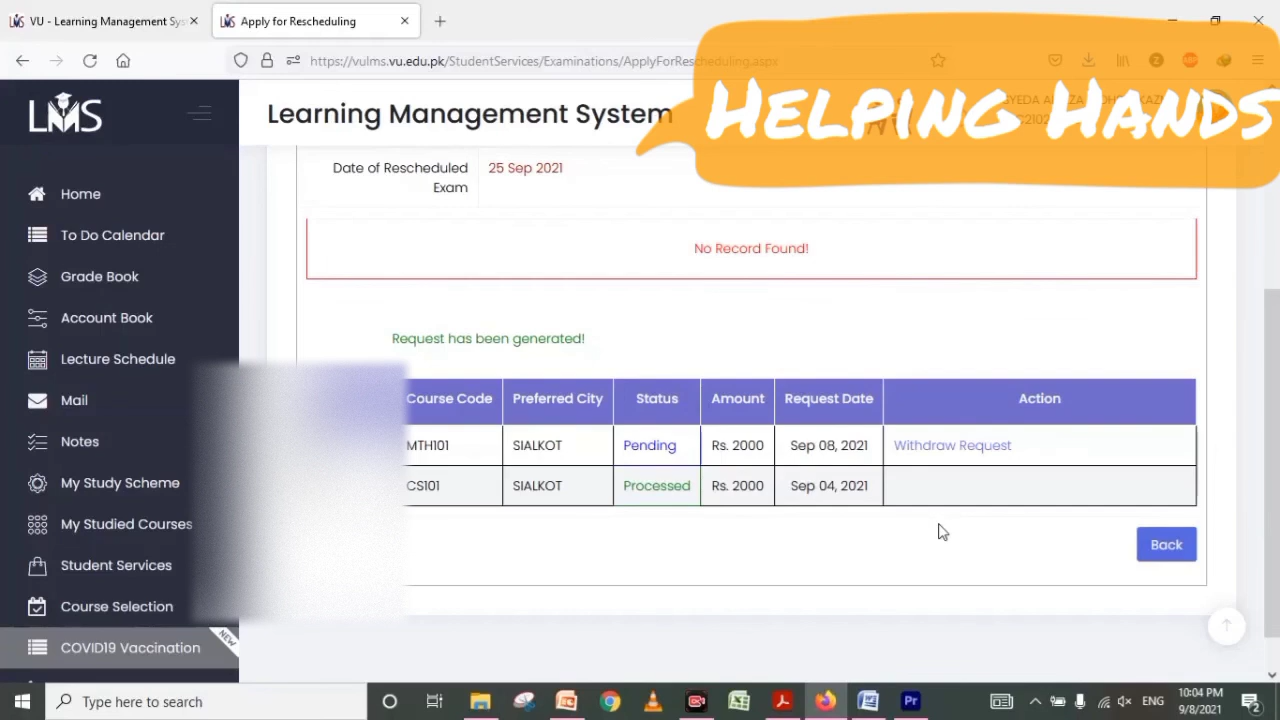 VU - Learning Management Sys
Apply for Rescheduling
https://vulms.vu.edu.pk/StudentServices/Examinations/ApplyForRescheduling.aspx
HELPING HANDS
LMS
Learning Management System
Home
To Do Calendar
Grade Book
Account Book
Lecture Schedule
Mail
Notes
My Study Scheme
My Studied Courses
Student Services
Course Selection
COVID19 Vaccination
NEW
Date of Rescheduled 25 Sep 2021
Exam
No Record Found!
Request has been generated!
Course Code Preferred City Status Amount Request Date Action
MTH101 SIALKOT Pending Rs. 2000 Sep 08, 2021 Withdraw Request
CS101 SIALKOT Processed Rs. 2000 Sep 04, 2021
Back
Type here to search
ENG
10:04 PM
9/8/2021
2